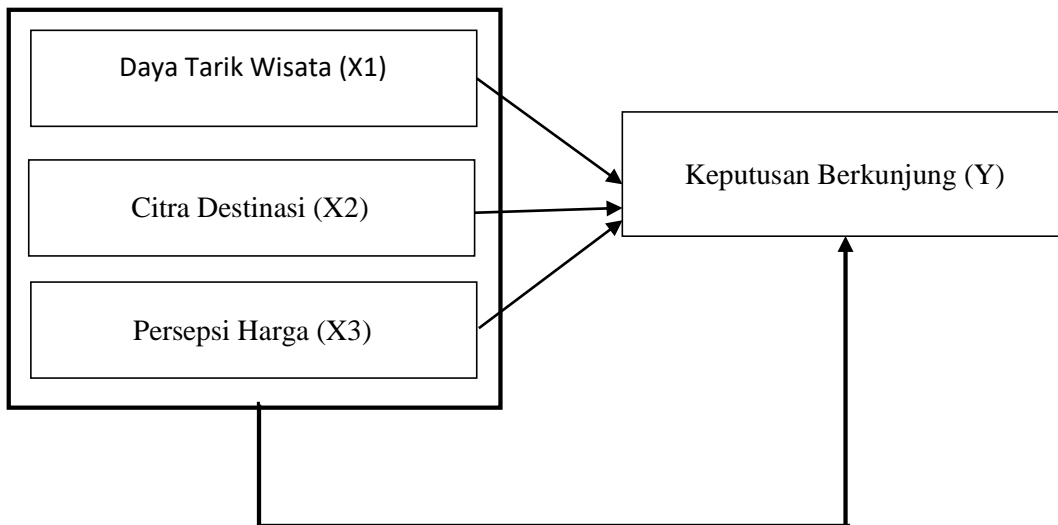 Daya Tarik Wisata (X1)
Citra Destinasi (X2)
Persepsi Harga (X3)
Keputusan Berkunjung (Y)